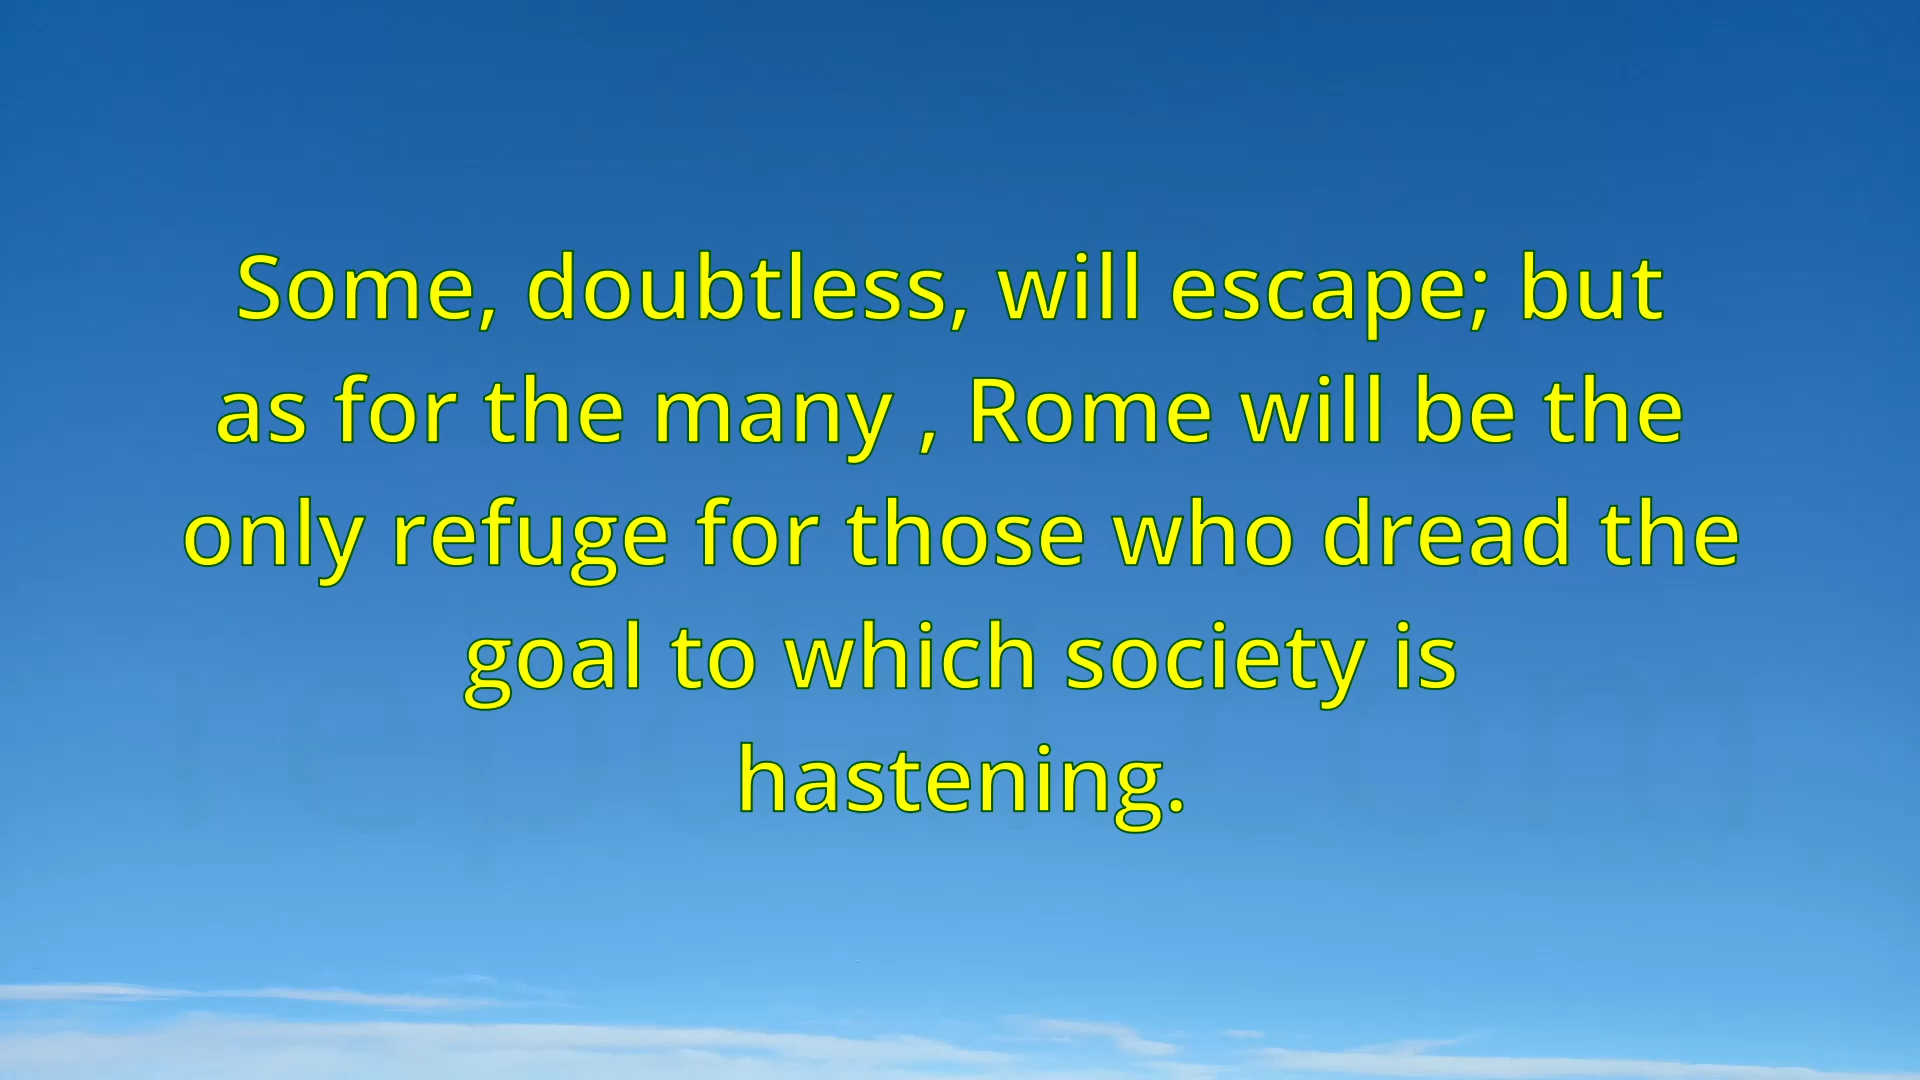 Some, doubtless, will escape; but
as for the many , Rome will be the
only refuge for those who dread the
goal to which society is
hastening.